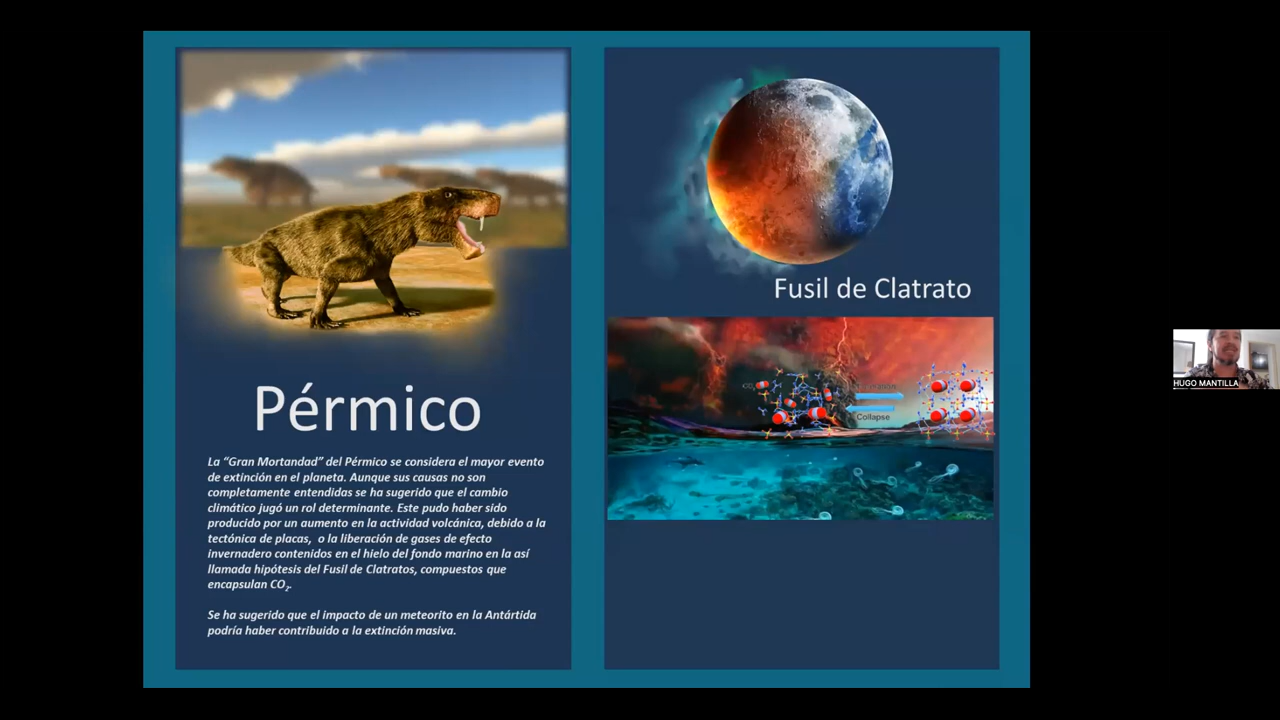 Pérmico
La “Gran Mortandad” del Pérmico se considera el mayor evento
de extinción en el planeta. Aunque sus causas no son
completamente entendidas se ha sugerido que el cambio
climático jugó un rol determinante. Este pudo haber sido
producido por un aumento en la actividad volcánica, debido a la
tectónica de placas,  o la liberación de gases de efecto
invernadero contenidos en el hielo del fondo marino en la así
llamada hipótesis del Fusil de Clatratos, compuestos que
encapsulan CO₂.
Se ha sugerido que el impacto de un meteorito en la Antártida
podría haber contribuido a la extinción masiva.
Fusil de Clatrato
Collapse
HUGO MANTILLA